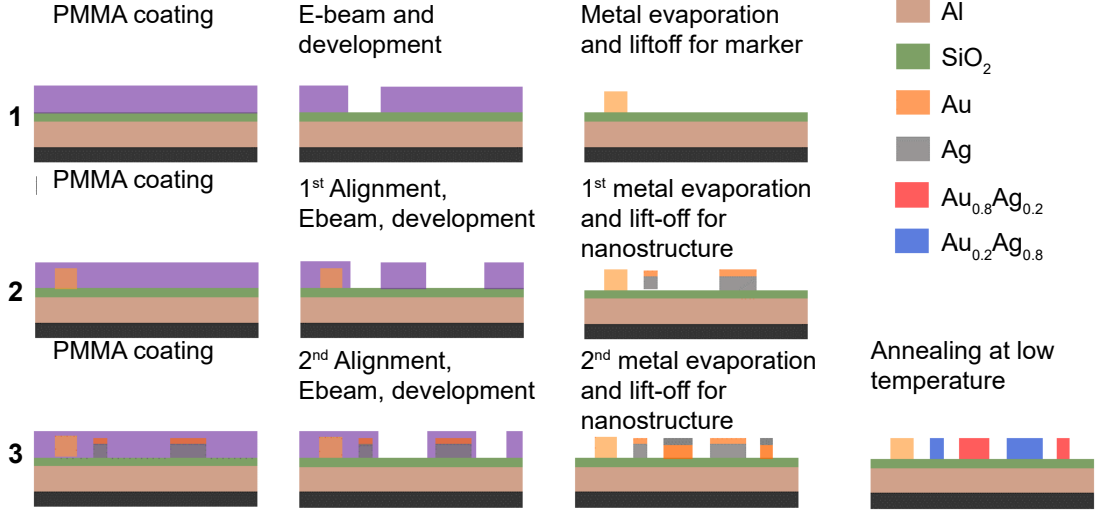 PMMA coating
E-beam and
development
Metal evaporation
and liftoff for marker
Al
SiO₂
Au
Ag
Au₀.₈Ag₀.₂
Au₀.₂Ag₀.₈
1
PMMA coating
1ˢᵗ Alignment,
Ebeam, development
1ˢᵗ metal evaporation
and lift-off for
nanostructure
2
PMMA coating
2ⁿᵈ Alignment,
Ebeam, development
2ⁿᵈ metal evaporation
and lift-off for
nanostructure
Annealing at low
temperature
3